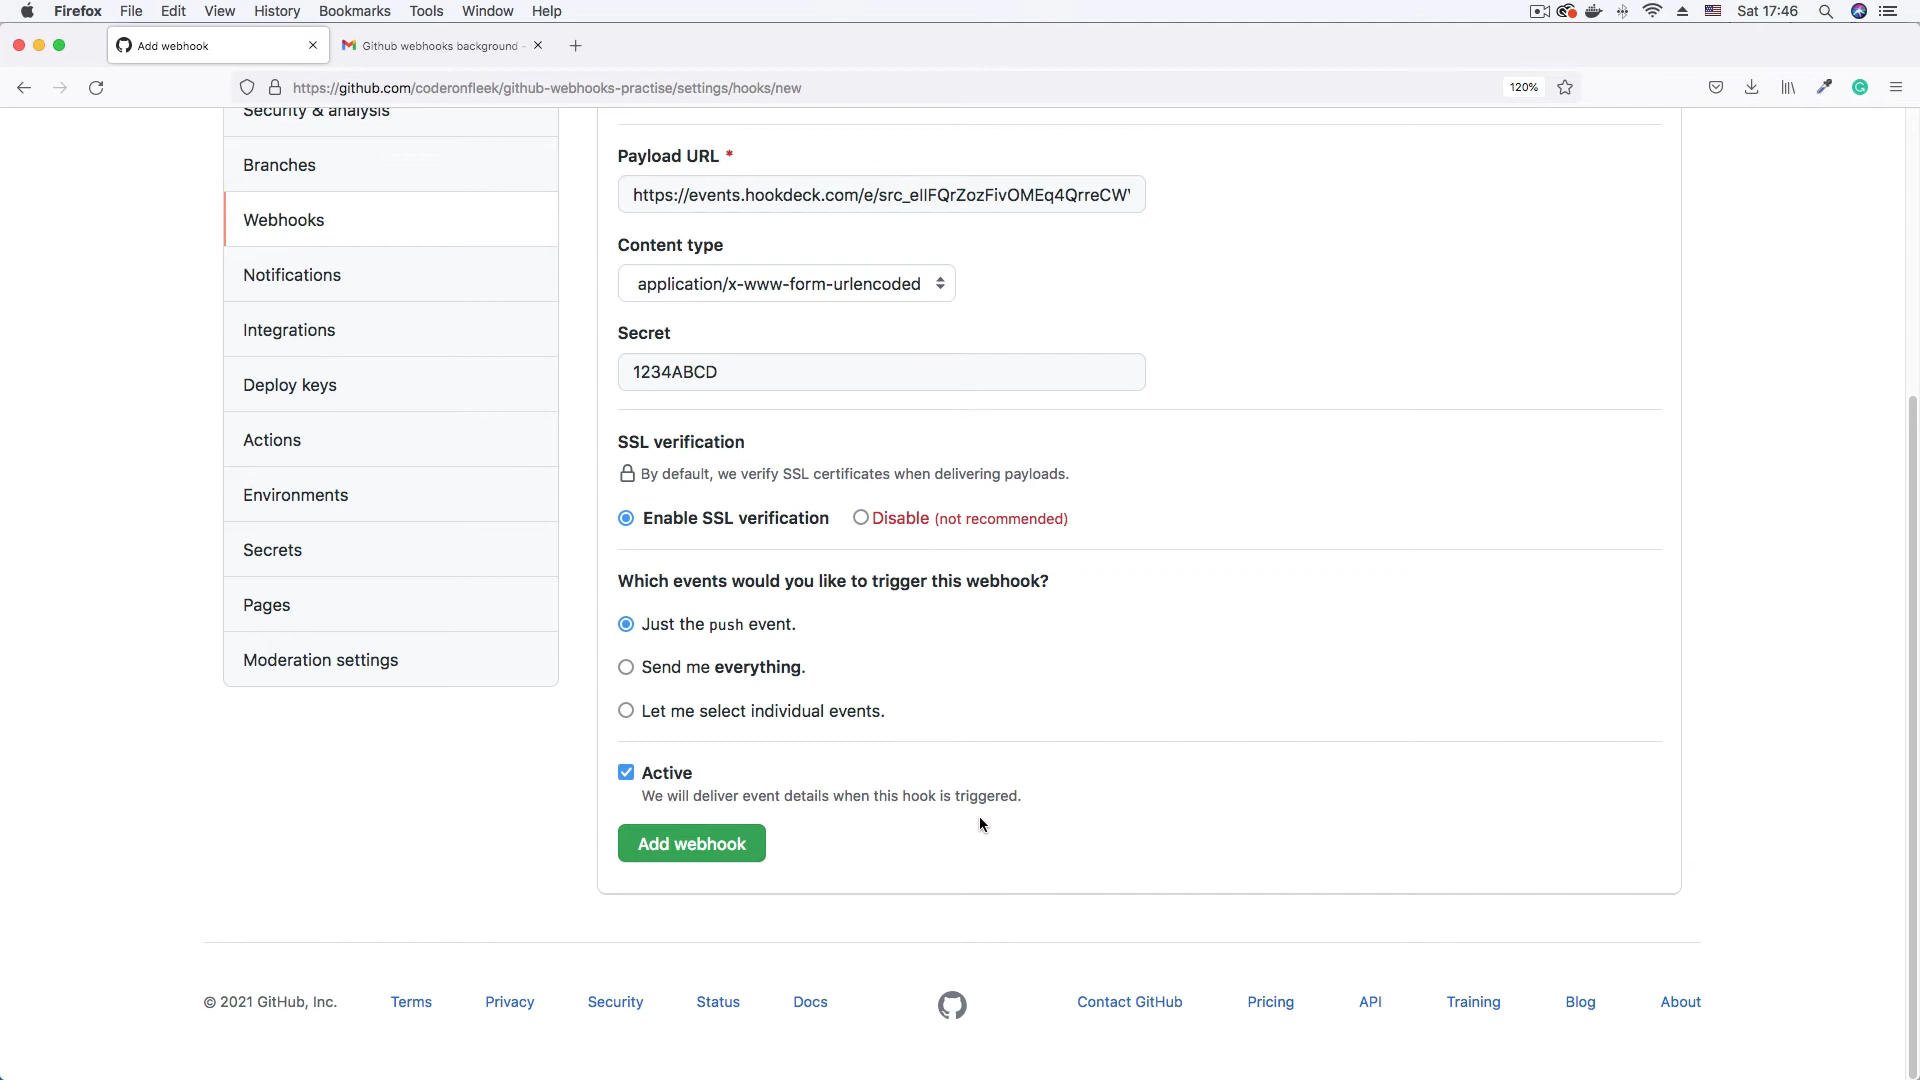 Firefox File Edit View History Bookmarks Tools Window Help Sat 17:46
Add webhook Github webhooks background -
https://github.com/coderonfleek/github-webhooks-practise/settings/hooks/new 120%
Security & analysis
Branches
Webhooks
Notifications
Integrations
Deploy keys
Actions
Environments
Secrets
Pages
Moderation settings
Payload URL *
https://events.hookdeck.com/e/src_ellFQrZozFivOMEq4QrreCW
Content type
application/x-www-form-urlencoded
Secret
1234ABCD
SSL verification
By default, we verify SSL certificates when delivering payloads.
Enable SSL verification Disable (not recommended)
Which events would you like to trigger this webhook?
Just the push event.
Send me everything.
Let me select individual events.
Active
We will deliver event details when this hook is triggered.
Add webhook
© 2021 GitHub, Inc. Terms Privacy Security Status Docs Contact GitHub Pricing API Training Blog About